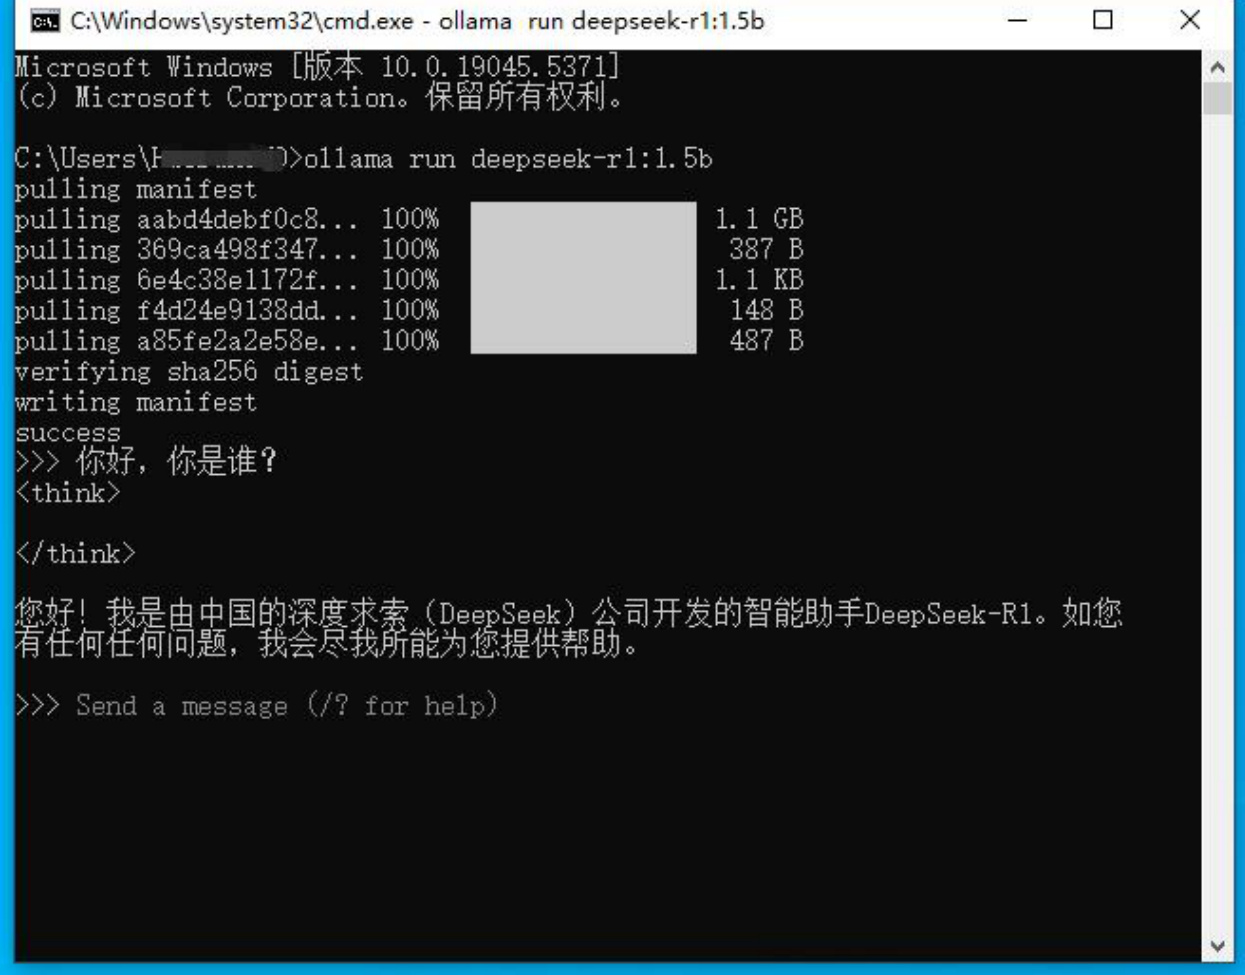 C:\Windows\system32\cmd.exe - ollama  run deepseek-r1:1.5b
Microsoft Windows [版本 10.0.19045.5371]
(c) Microsoft Corporation。保留所有权利。
C:\Users\ >ollama run deepseek-r1:1.5b
pulling manifest
pulling aabd4debf0c8... 100% 1.1 GB
pulling 369ca498f347... 100% 387 B
pulling 6e4c38e1172f... 100% 1.1 KB
pulling f4d24e9138dd... 100% 148 B
pulling a85fe2a2e58e... 100% 487 B
verifying sha256 digest
writing manifest
success
>>> 你好，你是谁？
<think>
</think>
您好！我是由中国的深度求索（DeepSeek）公司开发的智能助手DeepSeek-R1。如您
有任何任何问题，我会尽我所能为您提供帮助。
>>> Send a message (/? for help)